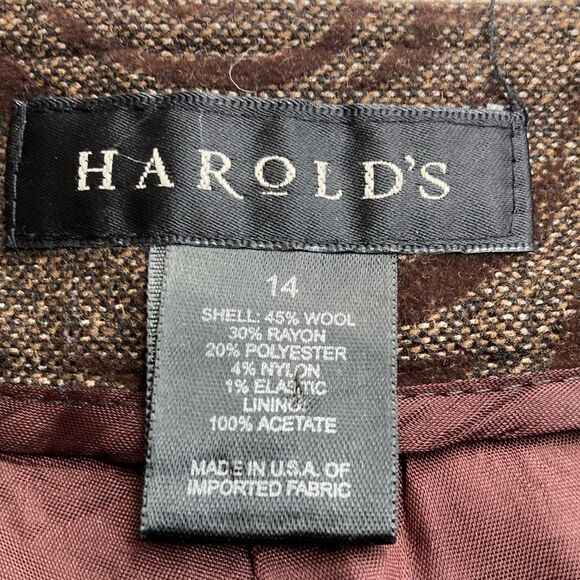 HAROLD'S
14
SHELL: 45% WOOL
30% RAYON
20% POLYESTER
4% NYLON
1% ELASTIC
LINING:
100% ACETATE
MADE IN U.S.A. OF
IMPORTED FABRIC